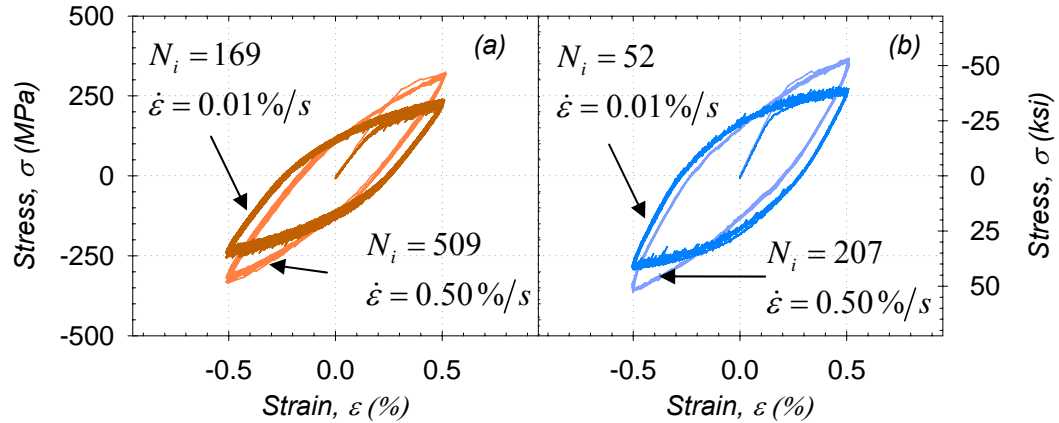 Stress, σ (MPa)
500
250
0
-250
-500
(a)
N_i = 169
ε̇ = 0.01%/s
N_i = 509
ε̇ = 0.50%/s
-0.5
0.0
0.5
Strain, ε (%)
(b)
N_i = 52
ε̇ = 0.01%/s
N_i = 207
ε̇ = 0.50%/s
-0.5
0.0
0.5
Strain, ε (%)
-50
-25
0
25
50
Stress, σ (ksi)